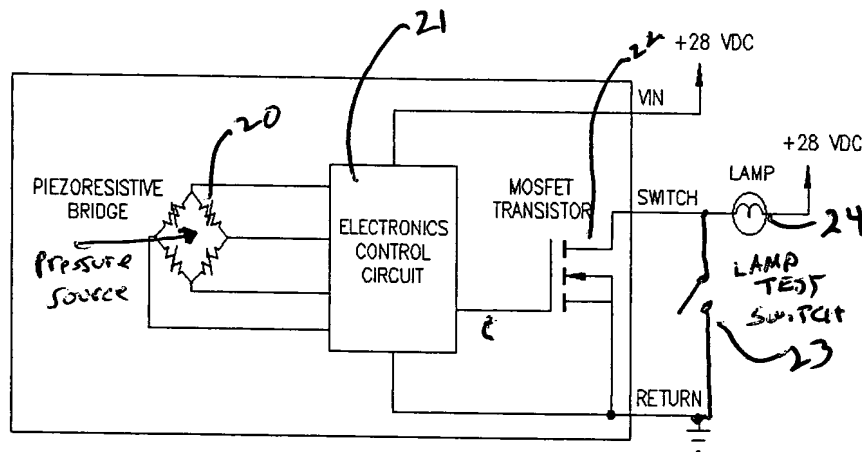 21
22
+28 VDC
VIN
20
+28 VDC
PIEZORESISTIVE
BRIDGE
MOSFET
TRANSISTOR
SWITCH
LAMP
ELECTRONICS
CONTROL
CIRCUIT
24
Pressure
Source
LAMP
TEST
SWITCH
C
23
RETURN